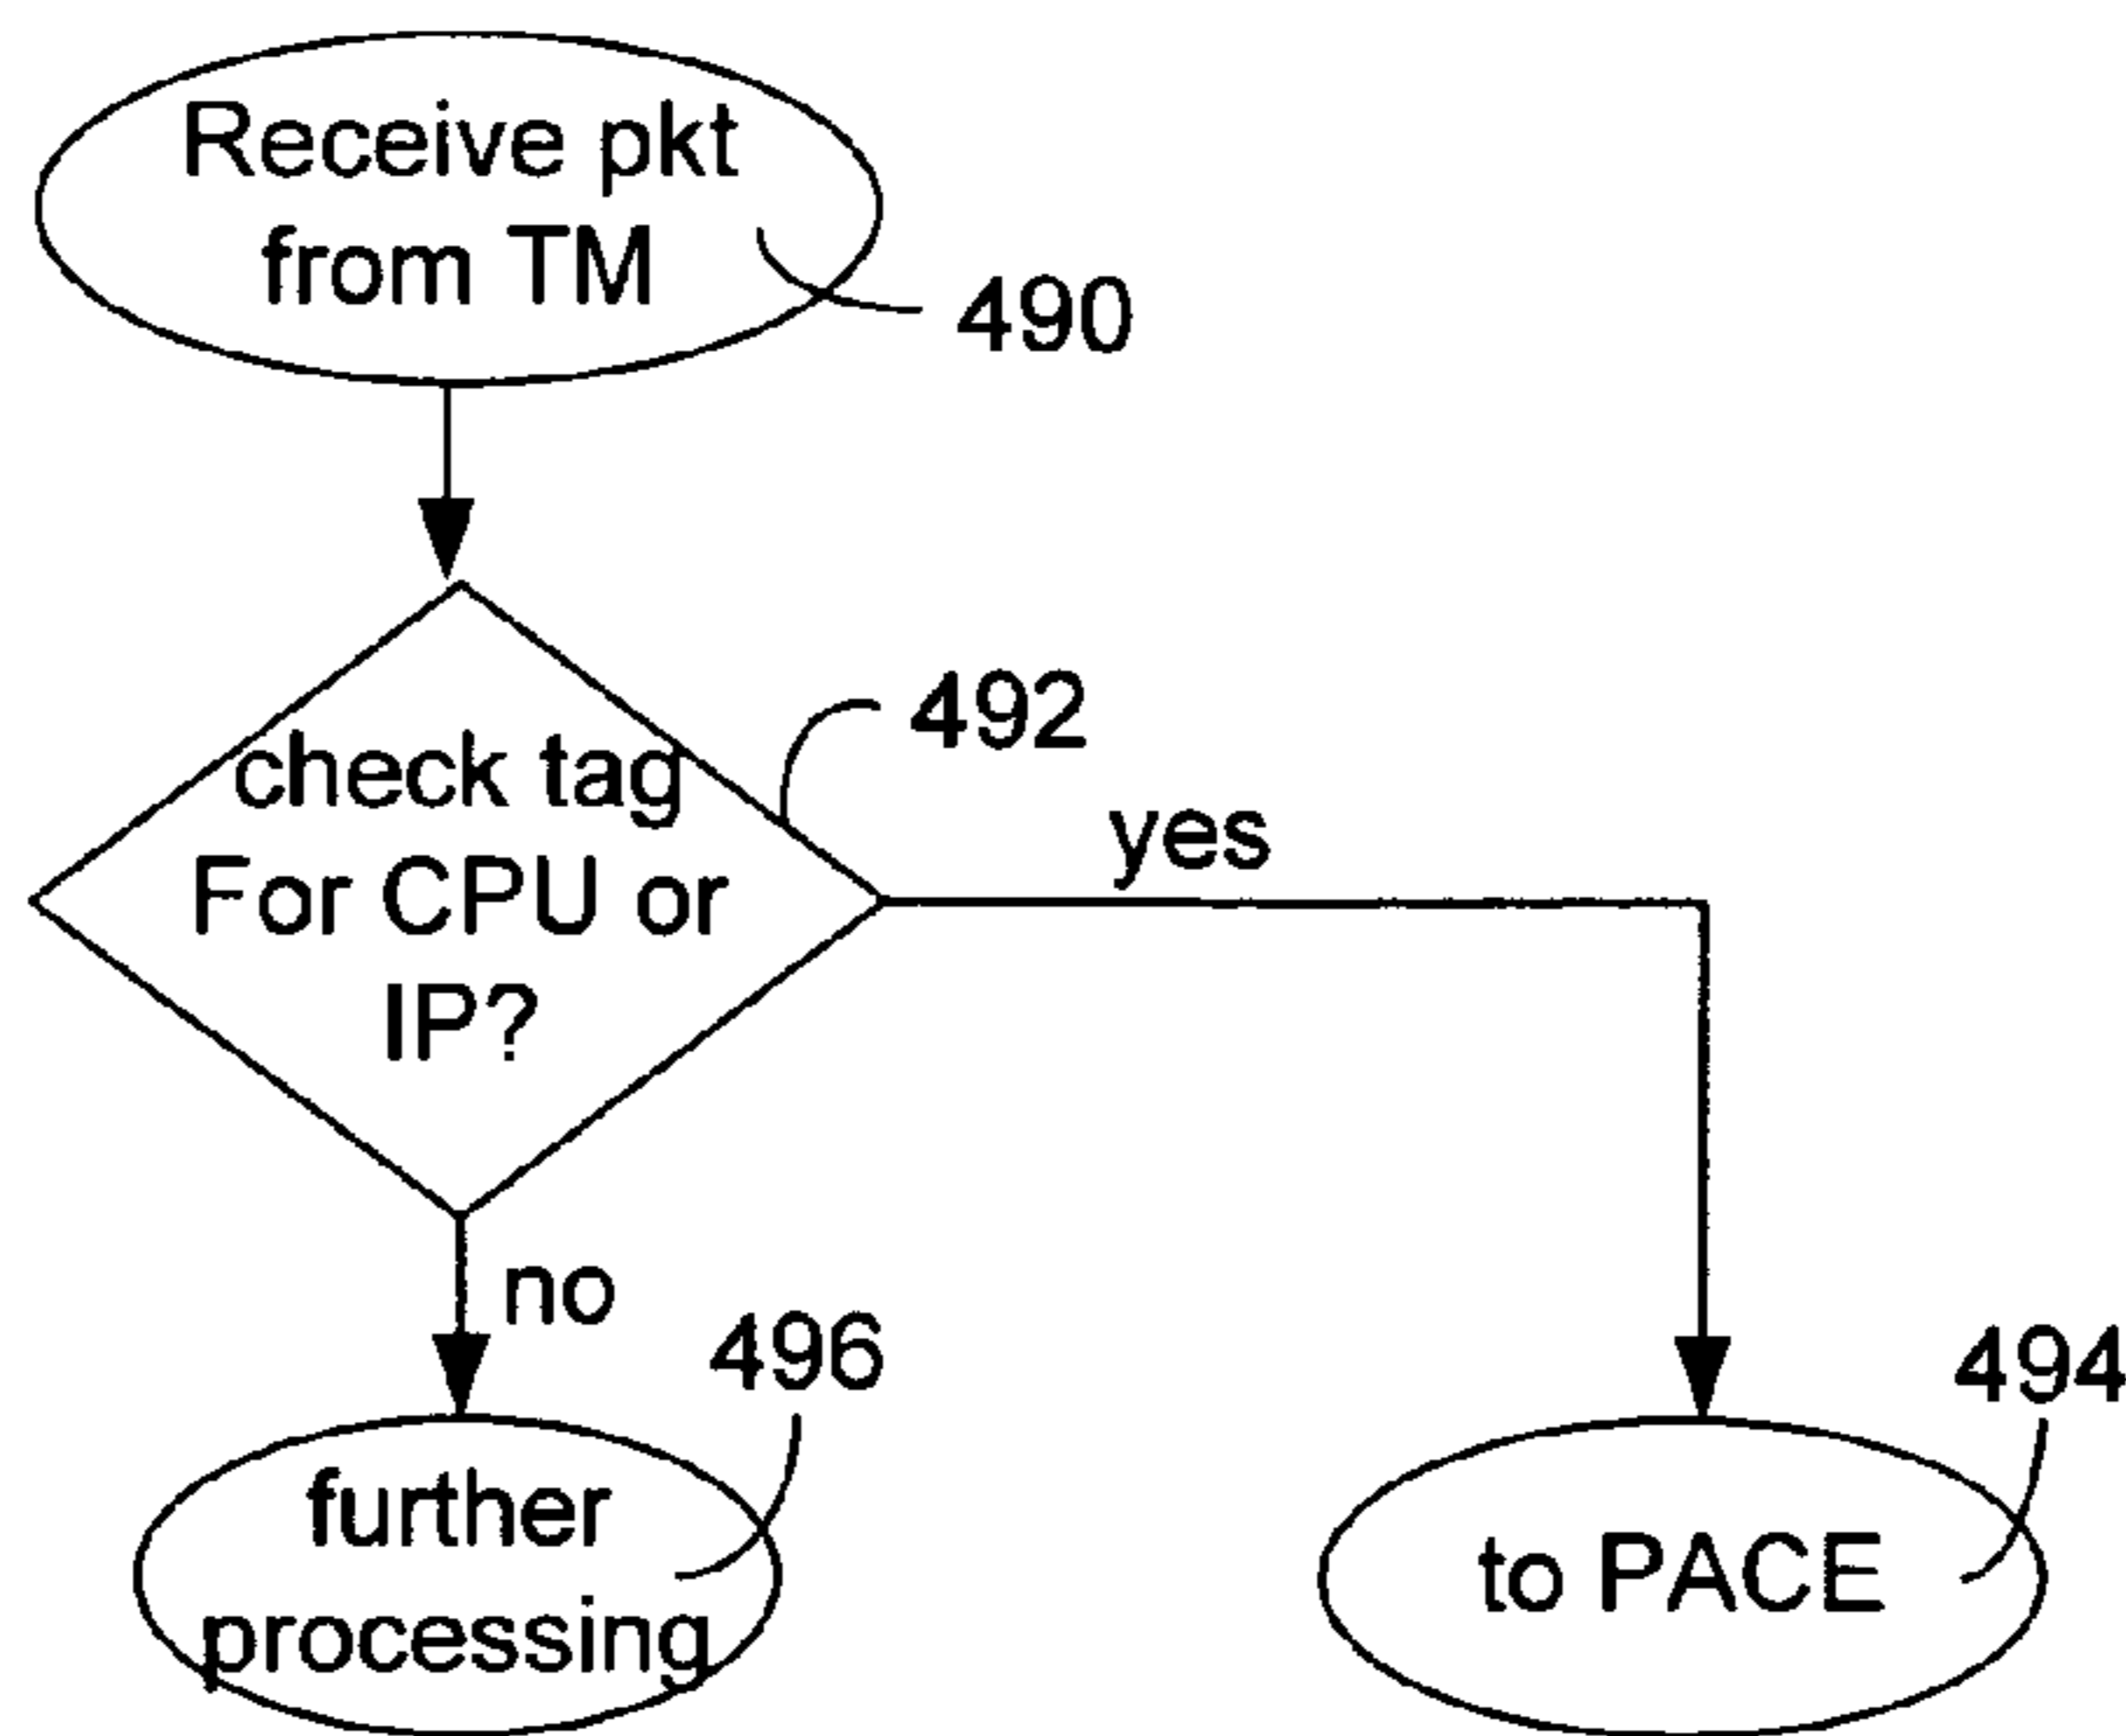 Receive pkt
from TM
490
492
check tag
For CPU or
IP?
yes
no
496
494
further
processing
to PACE